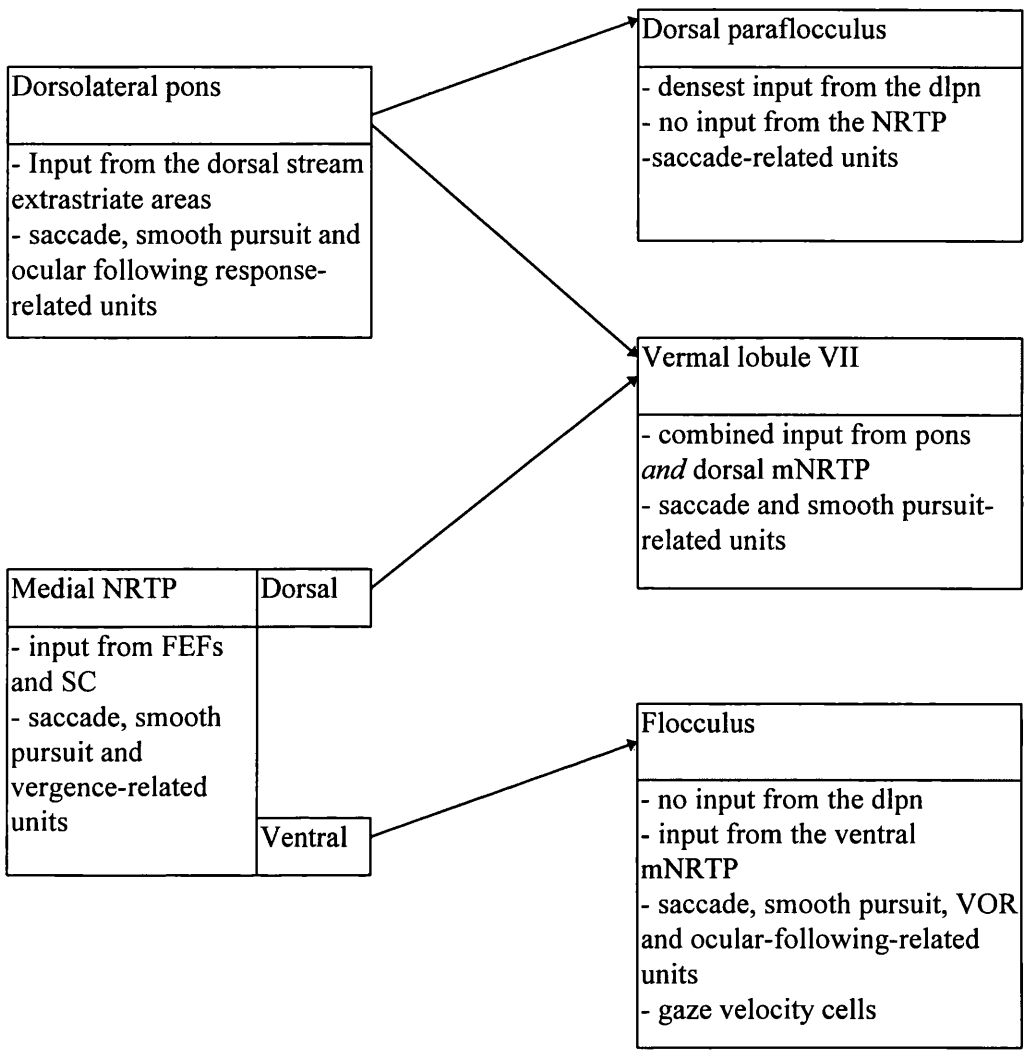 Dorsolateral pons
- Input from the dorsal stream
extrastriate areas
- saccade, smooth pursuit and
ocular following response-
related units
Medial NRTP
Dorsal
- input from FEFs
and SC
- saccade, smooth
pursuit and
vergence-related
units
Ventral
Dorsal paraflocculus
- densest input from the dlpn
- no input from the NRTP
-saccade-related units
Vermal lobule VII
- combined input from pons
and dorsal mNRTP
- saccade and smooth pursuit-
related units
Flocculus
- no input from the dlpn
- input from the ventral
mNRTP
- saccade, smooth pursuit, VOR
and ocular-following-related
units
- gaze velocity cells